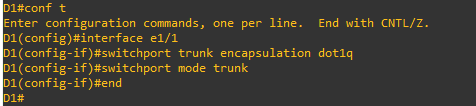 D1#conf t
Enter configuration commands, one per line.  End with CNTL/Z.
D1(config)#interface e1/1
D1(config-if)#switchport trunk encapsulation dot1q
D1(config-if)#switchport mode trunk
D1(config-if)#end
D1#